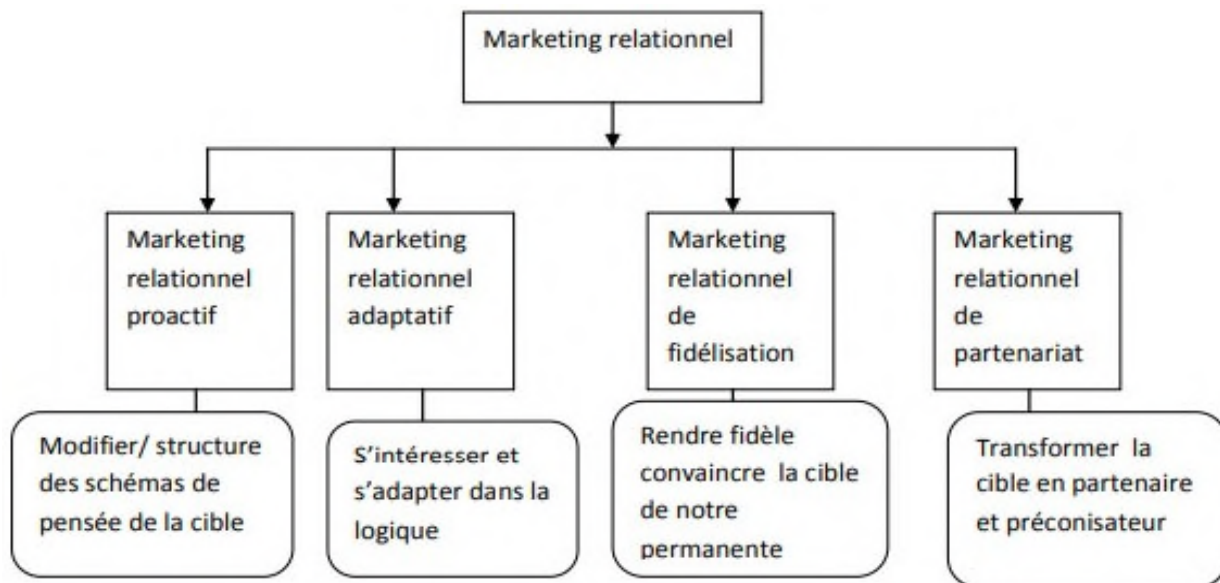 Marketing relationnel
Marketing
relationnel
proactif
Marketing
relationnel
adaptatif
Marketing
relationnel
de
fidélisation
Marketing
relationnel
de
partenariat
Modifier/ structure
des schémas de
pensée de la cible
S'intéresser et
s'adapter dans la
logique
Rendre fidèle
convaincre la cible
de notre
permanente
Transformer la
cible en partenaire
et préconisateur